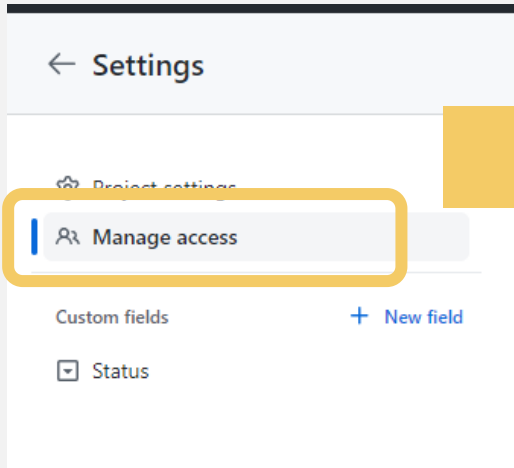 Settings
Project settings
Manage access
Custom fields
+ New field
Status